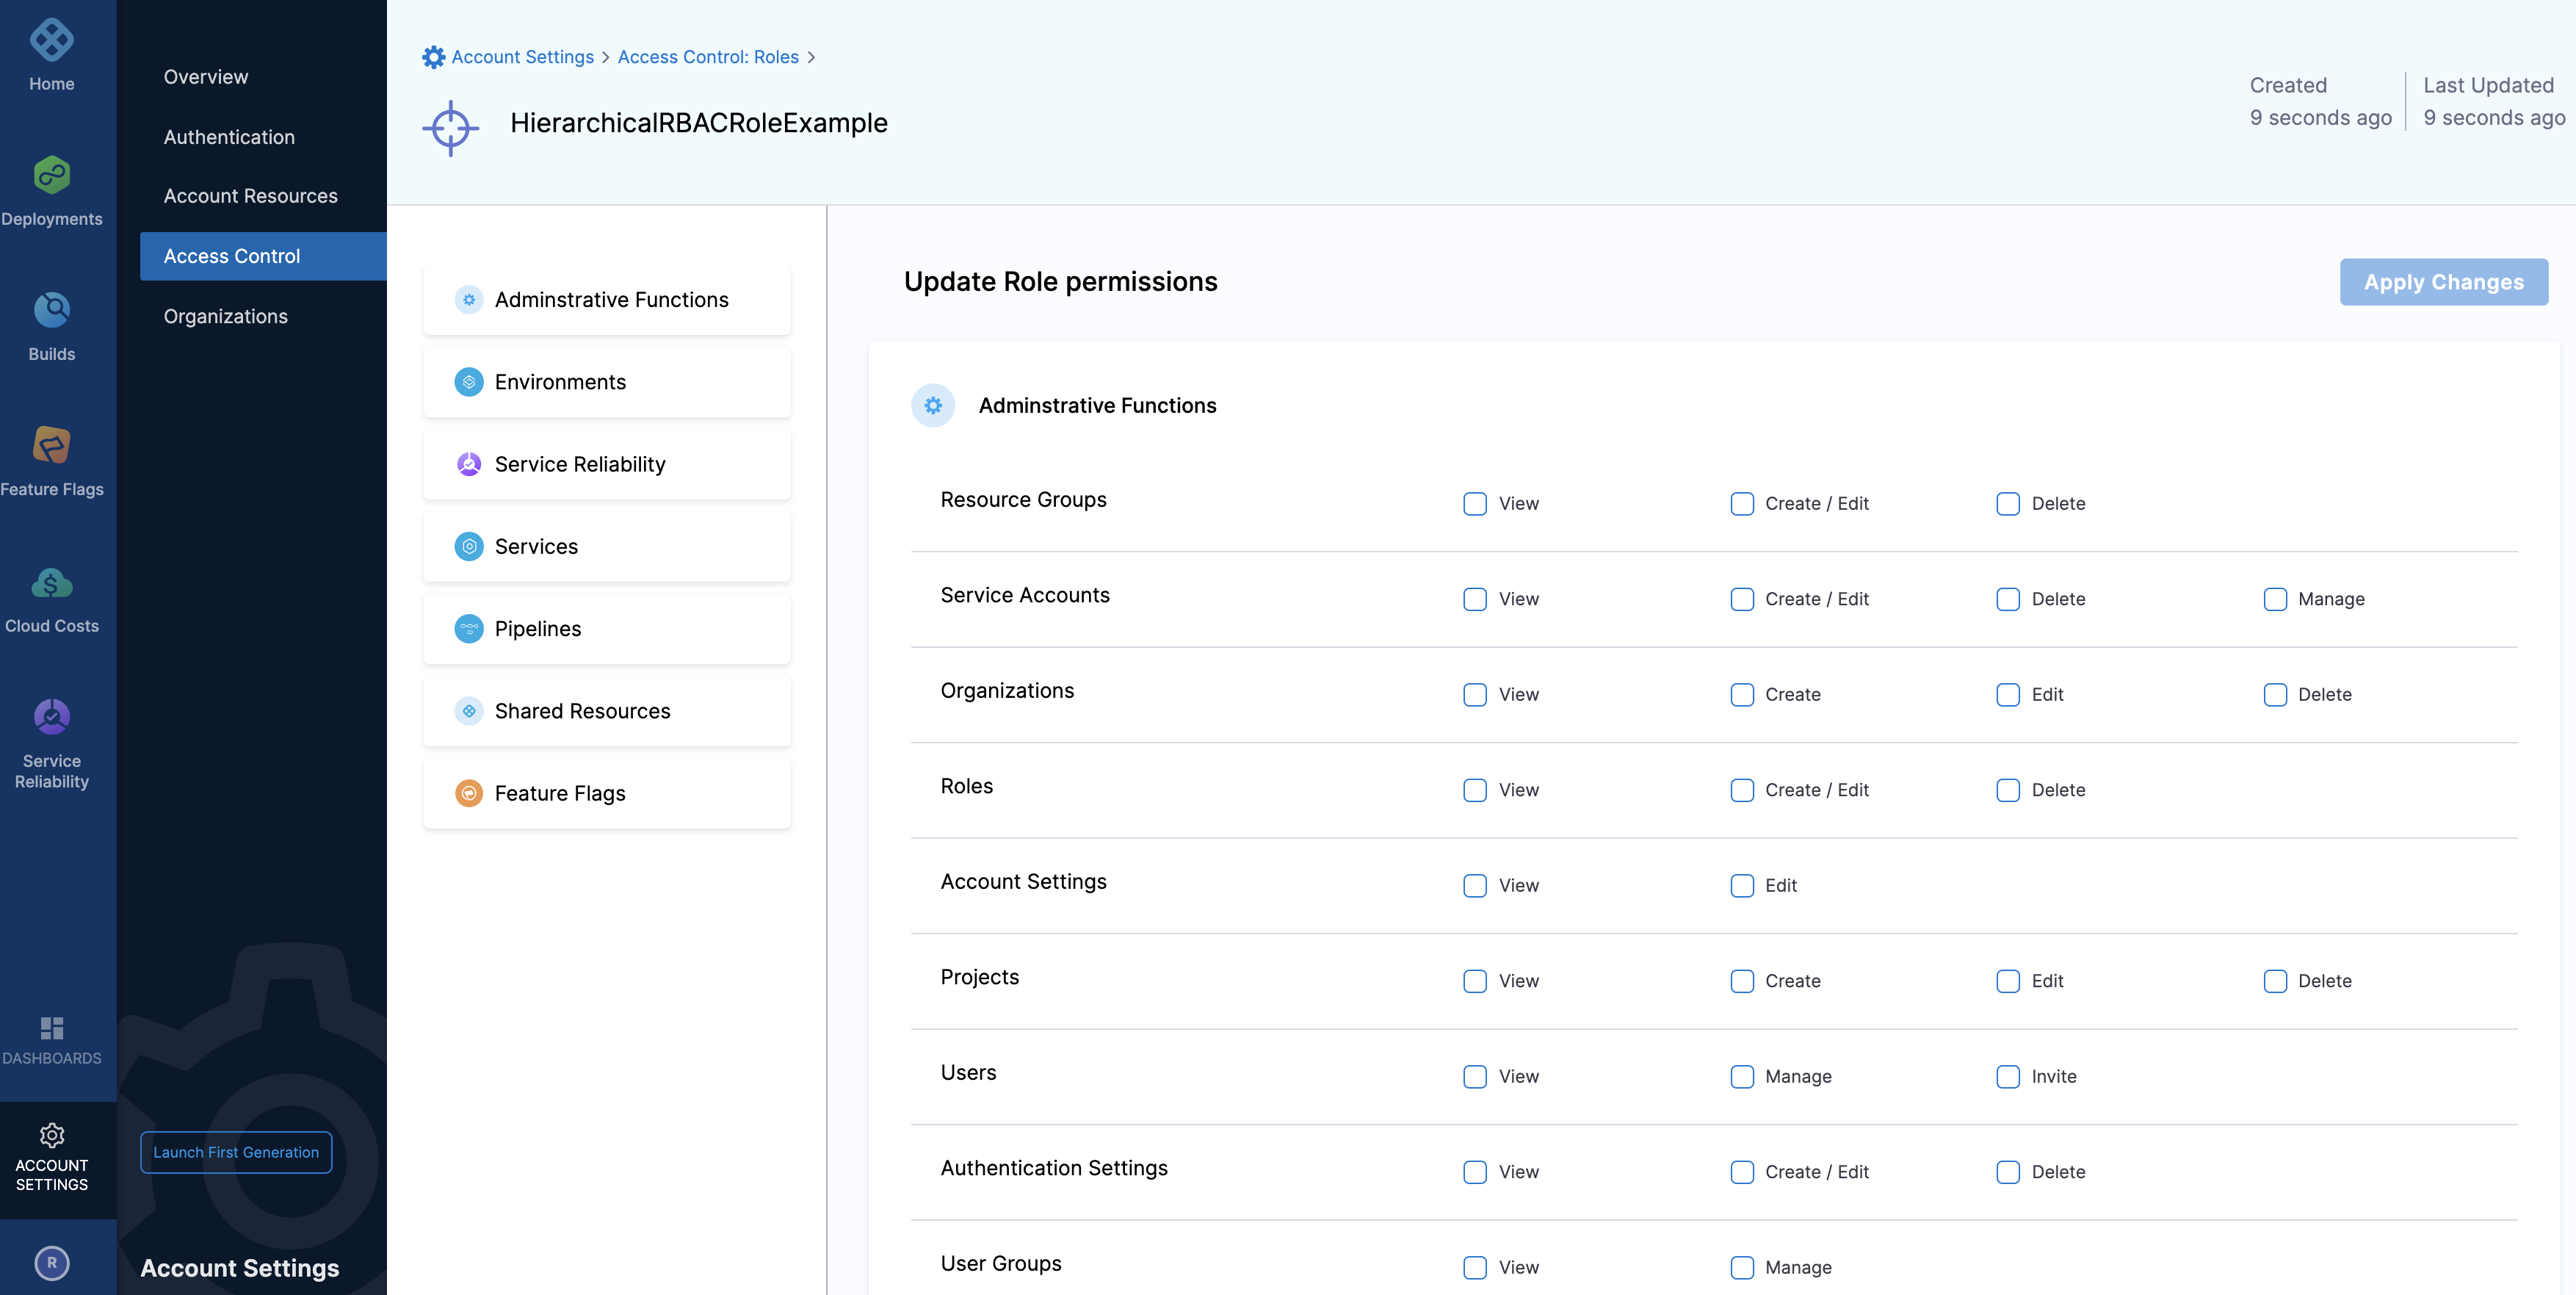 Home
Deployments
Builds
Feature Flags
Cloud Costs
Service
Reliability
DASHBOARDS
ACCOUNT
SETTINGS
R
Overview
Authentication
Account Resources
Access Control
Organizations
Launch First Generation
Account Settings
Account Settings > Access Control: Roles >
HierarchicalRBACRoleExample
Created
9 seconds ago
Last Updated
9 seconds ago
Adminstrative Functions
Environments
Service Reliability
Services
Pipelines
Shared Resources
Feature Flags
Update Role permissions
Apply Changes
Adminstrative Functions
Resource Groups View Create / Edit Delete
Service Accounts View Create / Edit Delete Manage
Organizations View Create Edit Delete
Roles View Create / Edit Delete
Account Settings View Edit
Projects View Create Edit Delete
Users View Manage Invite
Authentication Settings View Create / Edit Delete
User Groups View Manage